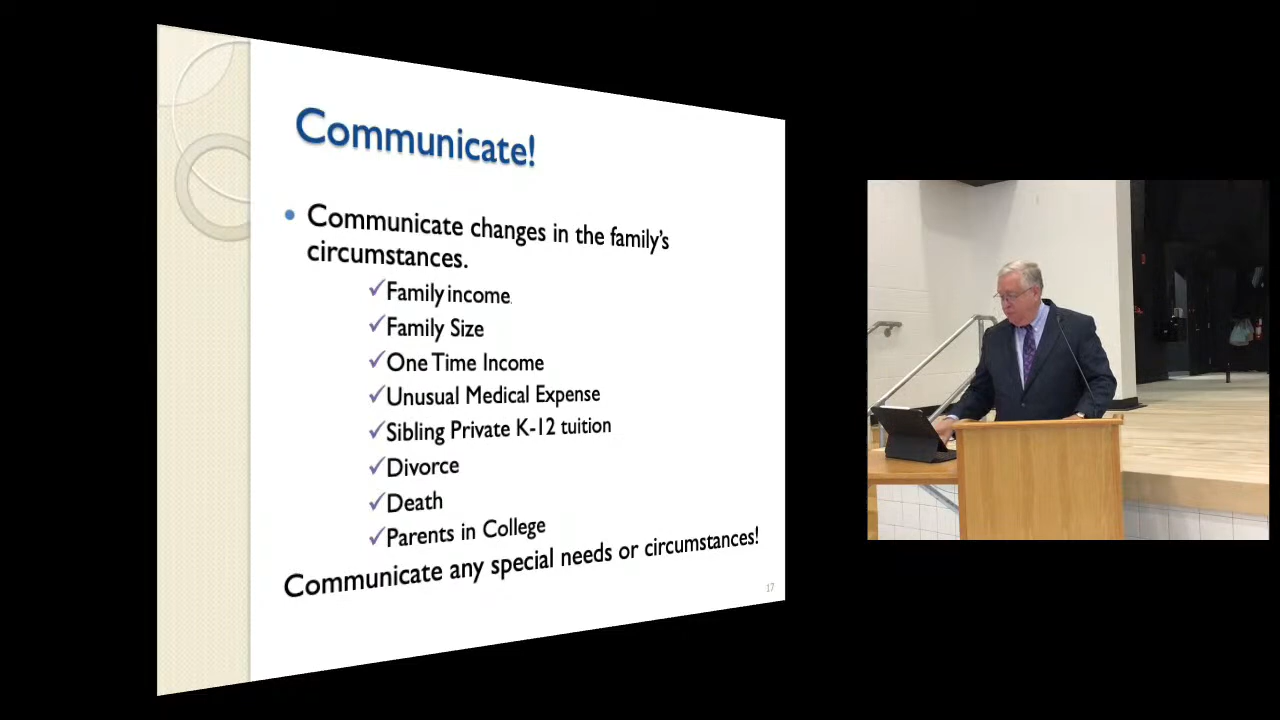 Communicate!
• Communicate changes in the family's
circumstances.
✓Family income
✓Family Size
✓One Time Income
✓Unusual Medical Expense
✓Sibling Private K-12 tuition
✓Divorce
✓Death
✓Parents in College
Communicate any special needs or circumstances!
17